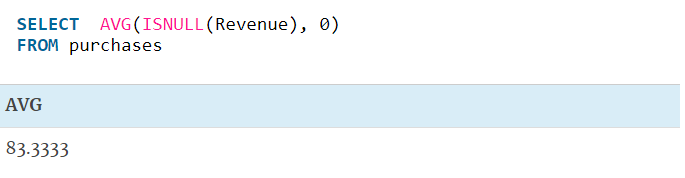 SELECT  AVG(ISNULL(Revenue), 0)
FROM purchases
AVG
83.3333